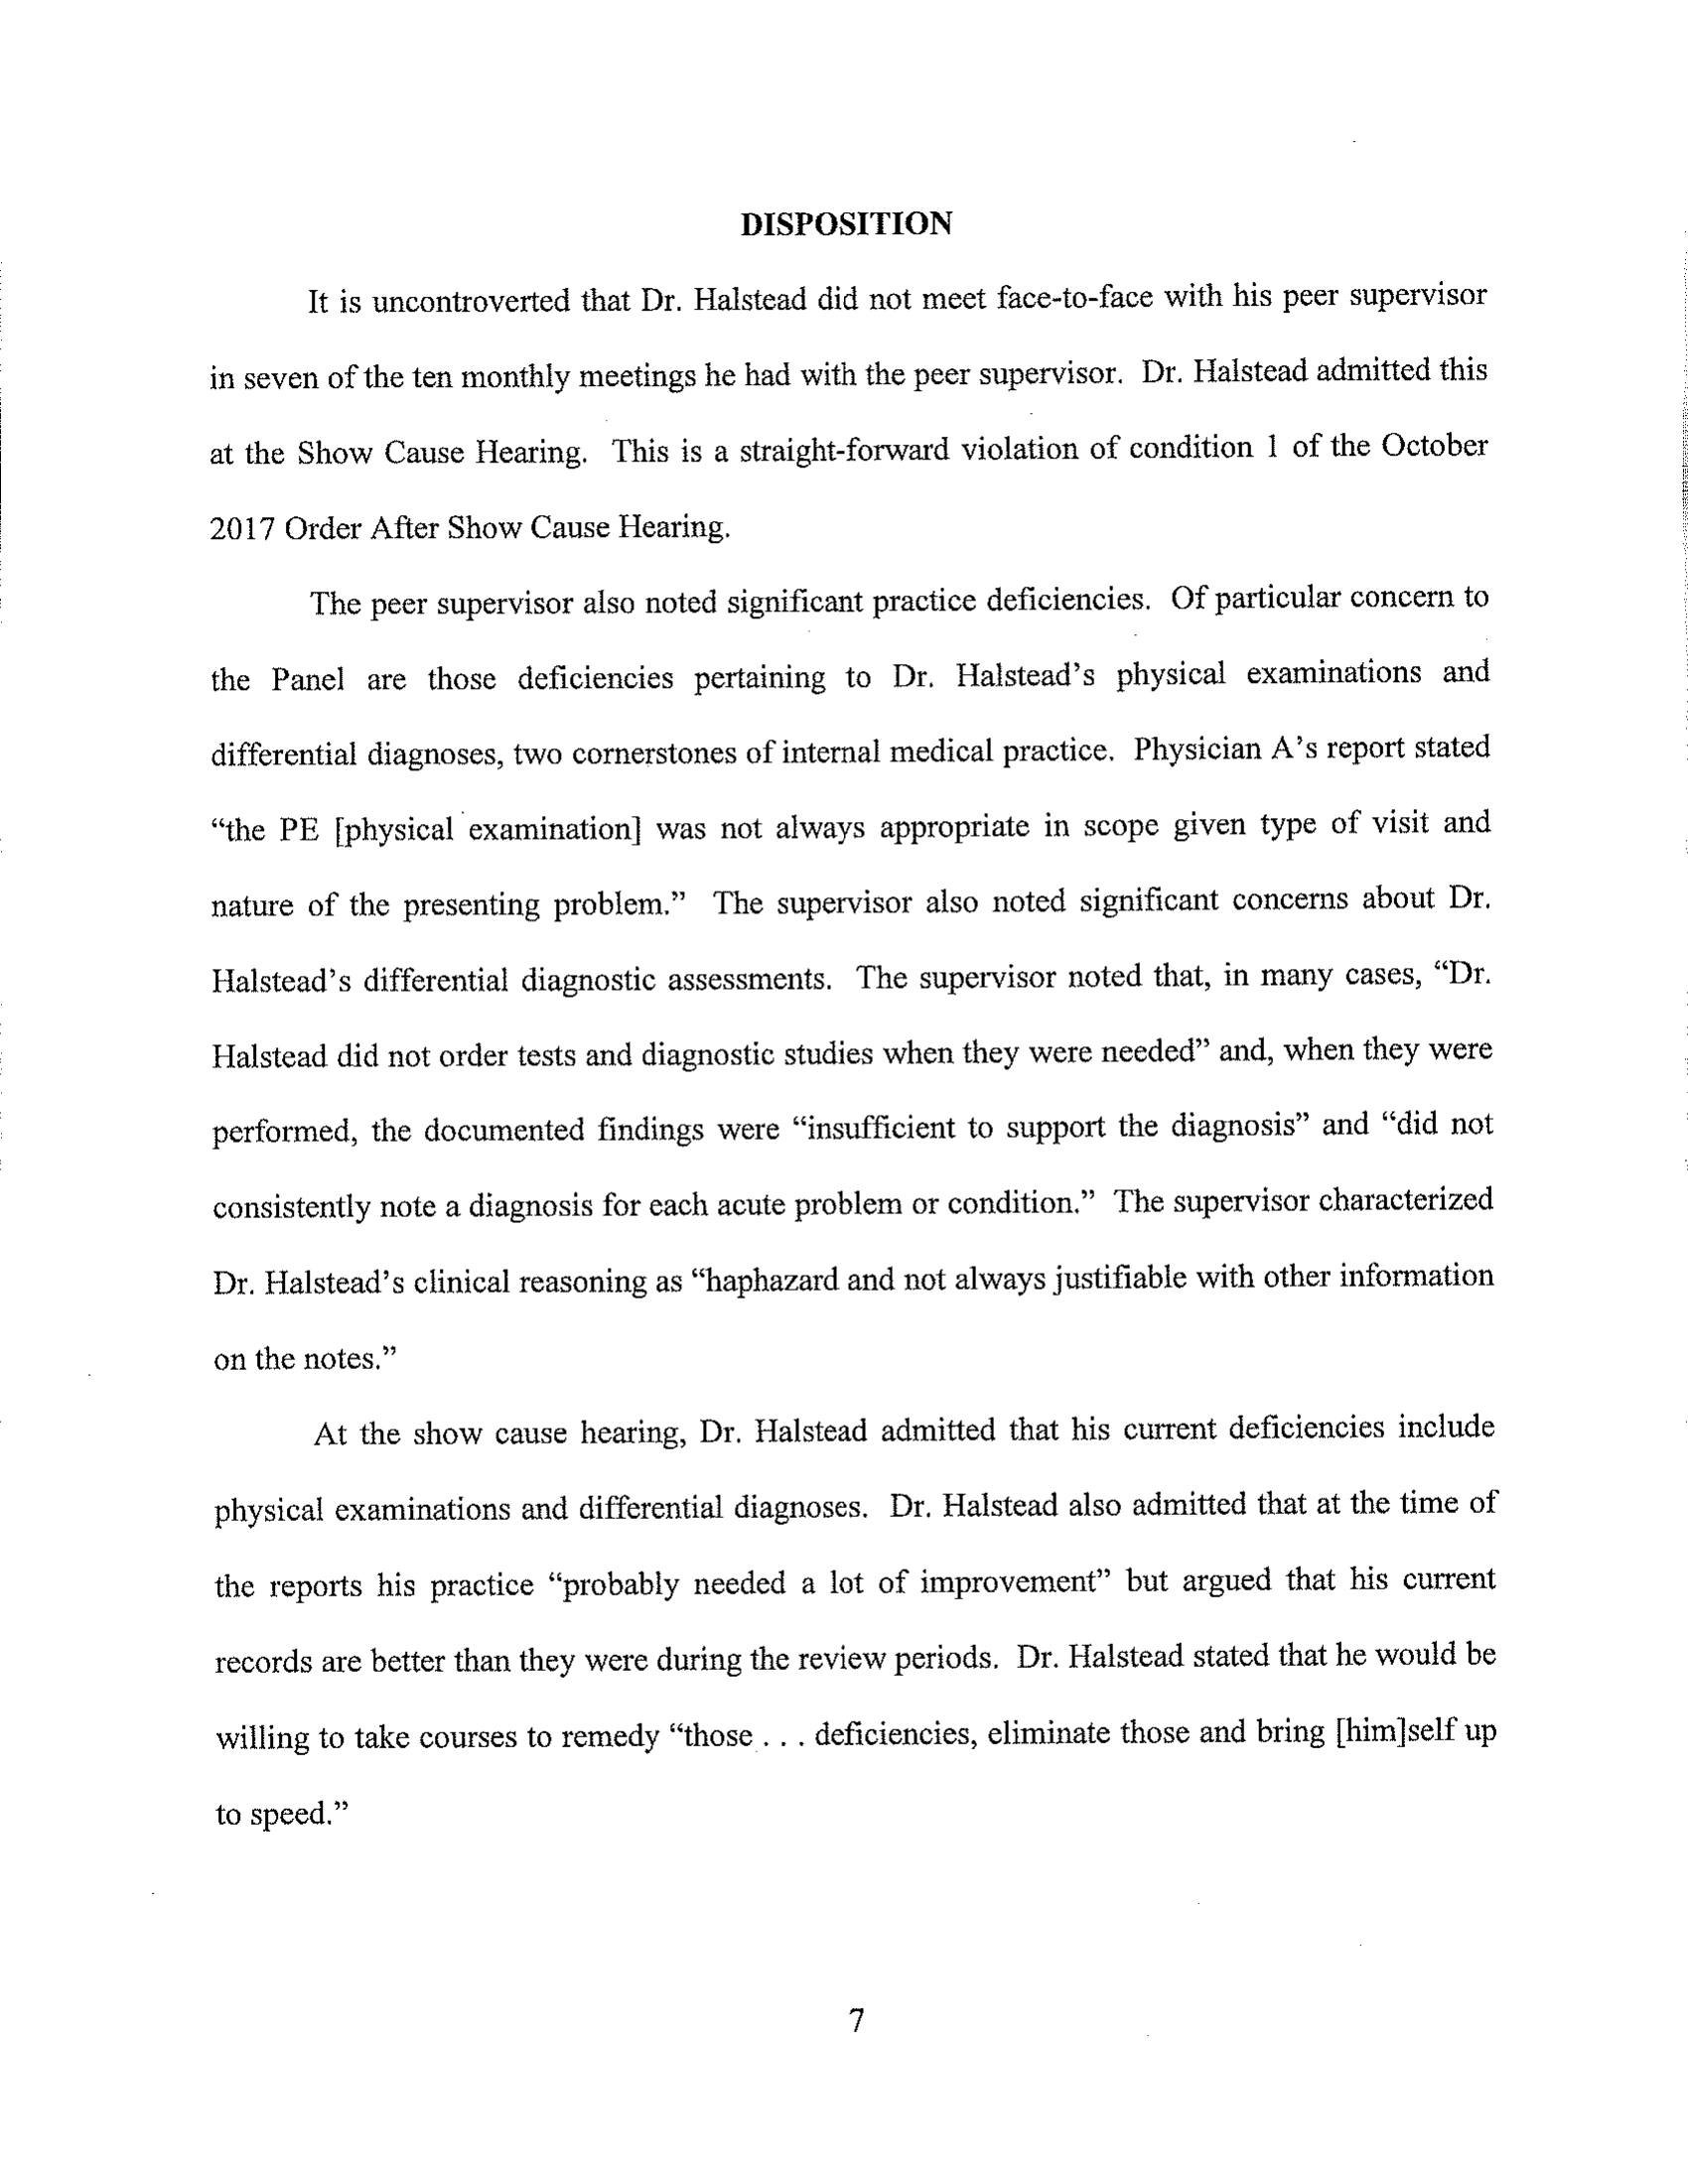 DISPOSITION
It is uncontroverted that Dr. Halstead did not meet face-to-face with his peer supervisor
in seven of the ten monthly meetings he had with the peer supervisor. Dr. Halstead admitted this
at the Show Cause Hearing. This is a straight-forward violation of condition 1 of the October
2017 Order After Show Cause Hearing.
The peer supervisor also noted significant practice deficiencies. Of particular concern to
the Panel are those deficiencies pertaining to Dr. Halstead’s physical examinations and
differential diagnoses, two cornerstones of internal medical practice. Physician A’s report stated
“the PE [physical examination] was not always appropriate in scope given type of visit and
nature of the presenting problem.” The supervisor also noted significant concerns about Dr.
Halstead’s differential diagnostic assessments. The supervisor noted that, in many cases, “Dr.
Halstead did not order tests and diagnostic studies when they were needed” and, when they were
performed, the documented findings were “insufficient to support the diagnosis” and “did not
consistently note a diagnosis for each acute problem or condition.” The supervisor characterized
Dr. Halstead’s clinical reasoning as “haphazard and not always justifiable with other information
on the notes.”
At the show cause hearing, Dr. Halstead admitted that his current deficiencies include
physical examinations and differential diagnoses. Dr. Halstead also admitted that at the time of
the reports his practice “probably needed a lot of improvement” but argued that his current
records are better than they were during the review periods. Dr. Halstead stated that he would be
willing to take courses to remedy “those . . . deficiencies, eliminate those and bring [him]self up
to speed.”
7